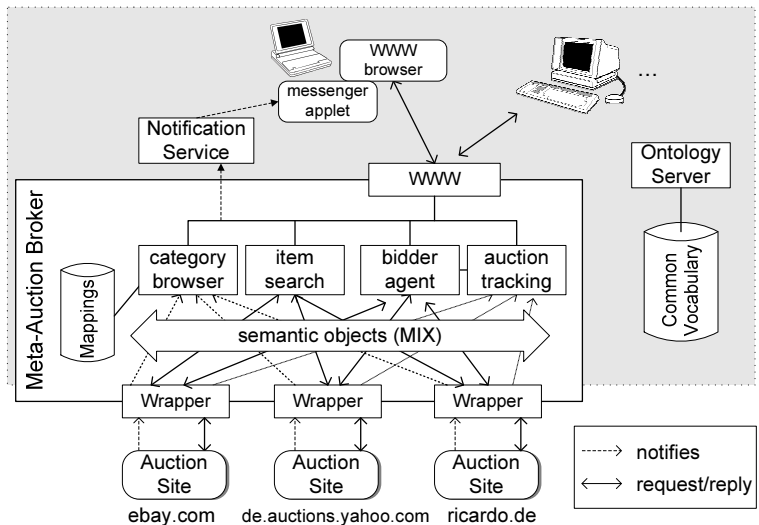 WWW
browser
...
messenger
applet
Notification
Service
Ontology
Server
WWW
Meta-Auction Broker
category
browser
item
search
bidder
agent
auction
tracking
Mappings
Common
Vocabulary
semantic objects (MIX)
Wrapper
Wrapper
Wrapper
notifies
request/reply
Auction
Site
Auction
Site
Auction
Site
ebay.com
de.auctions.yahoo.com
ricardo.de